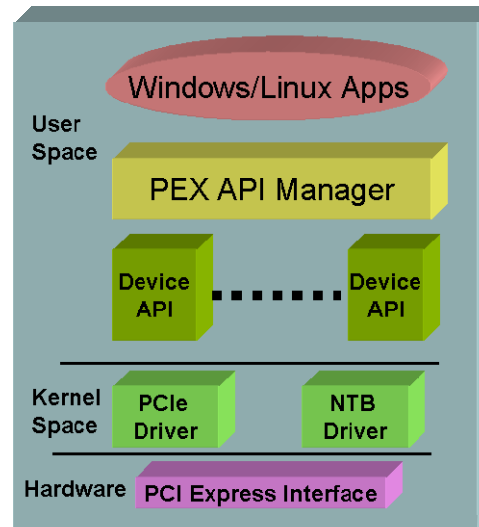 Windows/Linux Apps
User
Space
PEX API Manager
Device
API
Device
API
Kernel
Space
PCIe
Driver
NTB
Driver
Hardware
PCI Express Interface